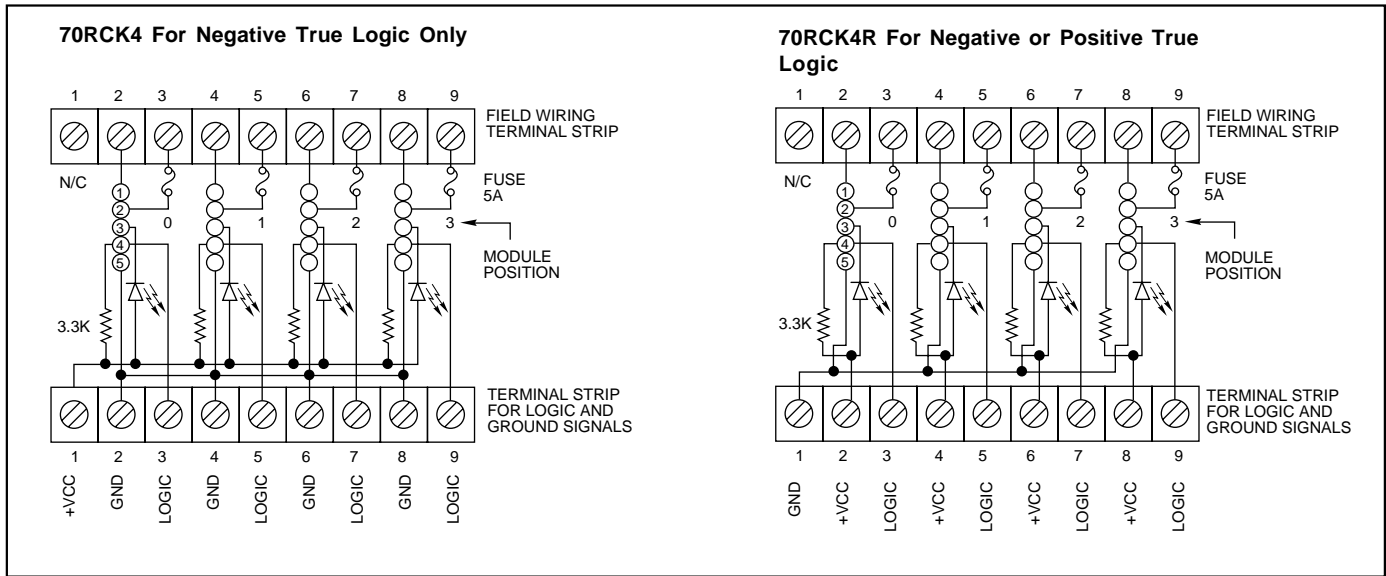 70RCK4 For Negative True Logic Only
1 2 3 4 5 6 7 8 9
FIELD WIRING
TERMINAL STRIP
N/C
FUSE
5A
1
2
3
4
5
0 1 2 3
MODULE
POSITION
3.3K
TERMINAL STRIP
FOR LOGIC AND
GROUND SIGNALS
1 2 3 4 5 6 7 8 9
+VCC GND LOGIC GND LOGIC GND LOGIC GND LOGIC
70RCK4R For Negative or Positive True
Logic
1 2 3 4 5 6 7 8 9
FIELD WIRING
TERMINAL STRIP
N/C
FUSE
5A
1
2
3
4
5
0 1 2 3
MODULE
POSITION
3.3K
TERMINAL STRIP
FOR LOGIC AND
GROUND SIGNALS
1 2 3 4 5 6 7 8 9
GND +VCC LOGIC +VCC LOGIC +VCC LOGIC +VCC LOGIC